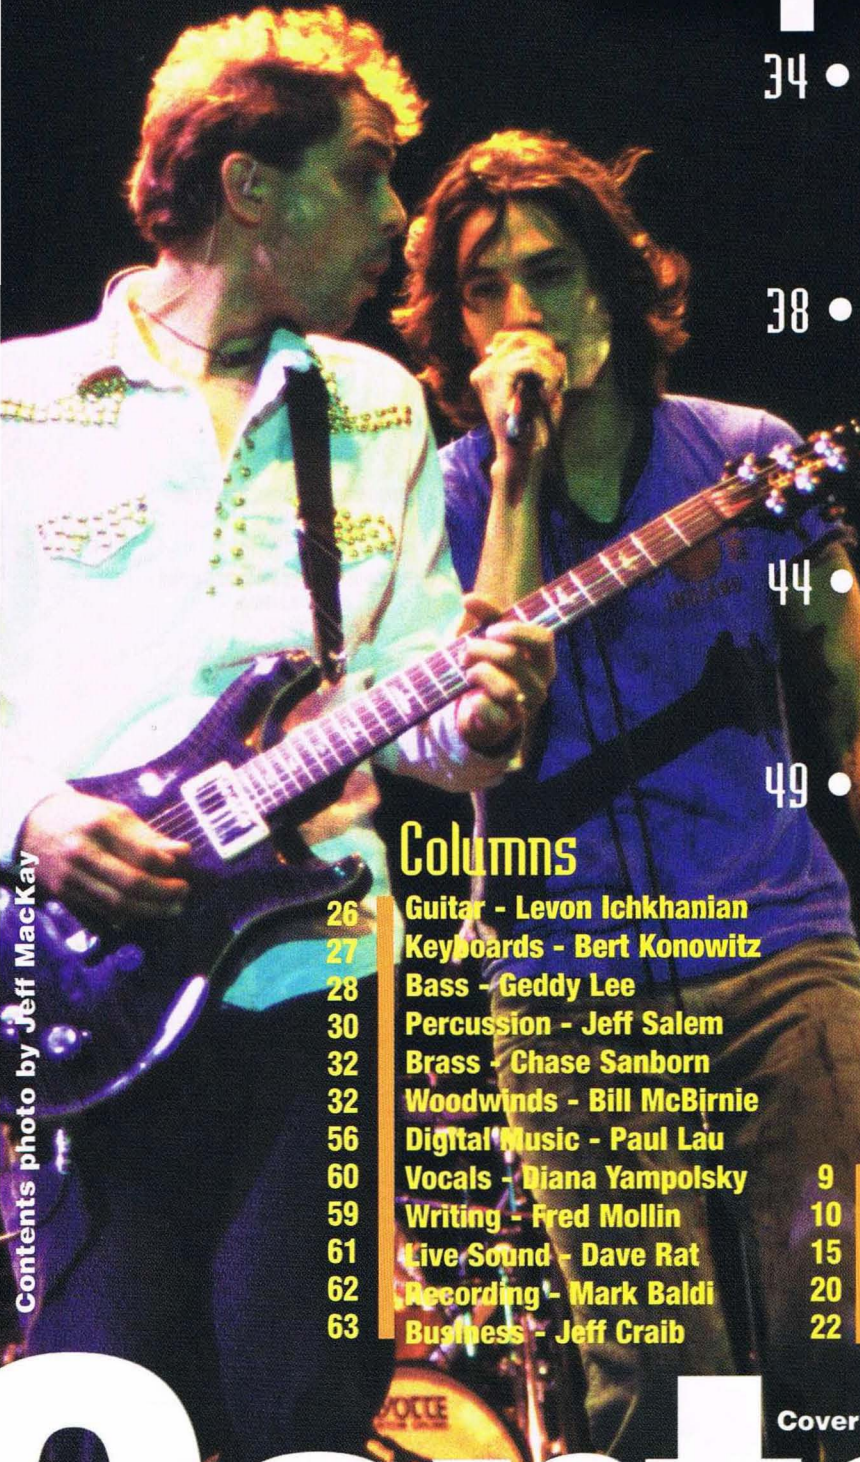 34
38
44
49
Columns
26 Guitar - Levon Ichkhanian
27 Keyboards - Bert Konowitz
28 Bass - Geddy Lee
30 Percussion - Jeff Salem
32 Brass - Chase Sanborn
32 Woodwinds - Bill McBirnie
56 Digital Music - Paul Lau
60 Vocals - Diana Yampolsky
59 Writing - Fred Mollin
61 Live Sound - Dave Rat
62 Recording - Mark Baldi
63 Business - Jeff Craib
9
10
15
20
22
Contents photo by Jeff MacKay
Cover